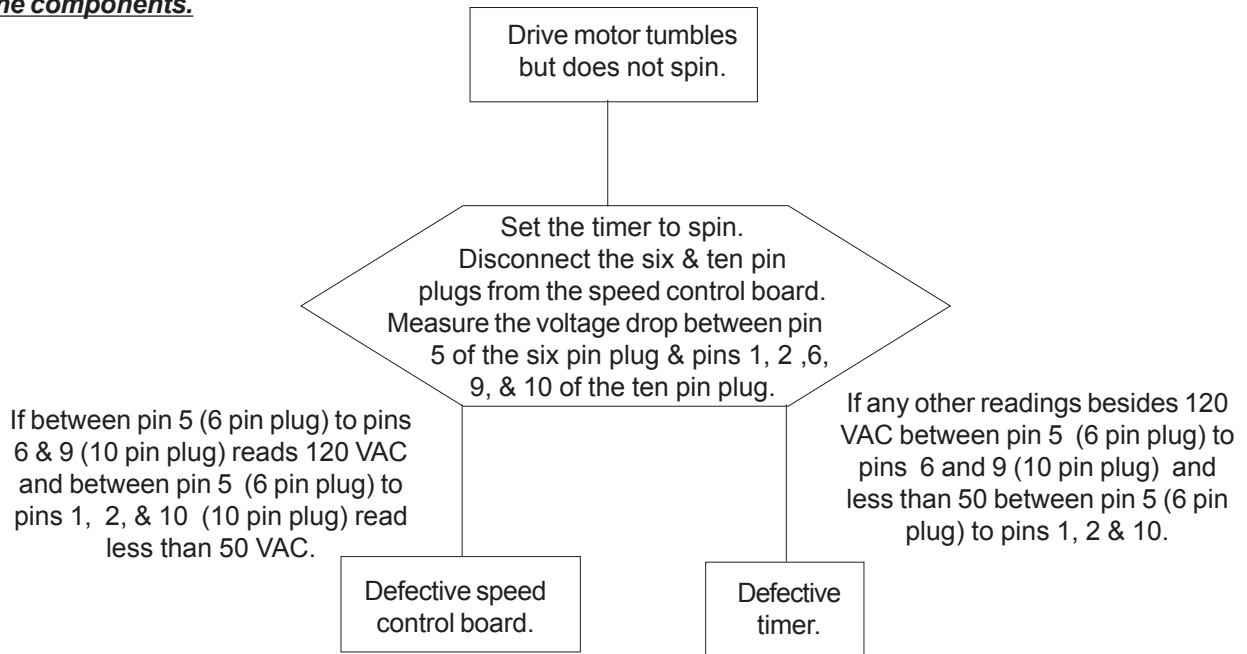 components.
Drive motor tumbles
but does not spin.
Set the timer to spin.
Disconnect the six & ten pin
plugs from the speed control board.
Measure the voltage drop between pin
5 of the six pin plug & pins 1, 2 ,6,
9, & 10 of the ten pin plug.
If between pin 5 (6 pin plug) to pins
6 & 9 (10 pin plug) reads 120 VAC
and between pin 5 (6 pin plug) to
pins 1, 2, & 10 (10 pin plug) read
less than 50 VAC.
If any other readings besides 120
VAC between pin 5 (6 pin plug) to
pins 6 and 9 (10 pin plug) and
less than 50 between pin 5 (6 pin
plug) to pins 1, 2 & 10.
Defective speed
control board.
Defective
timer.